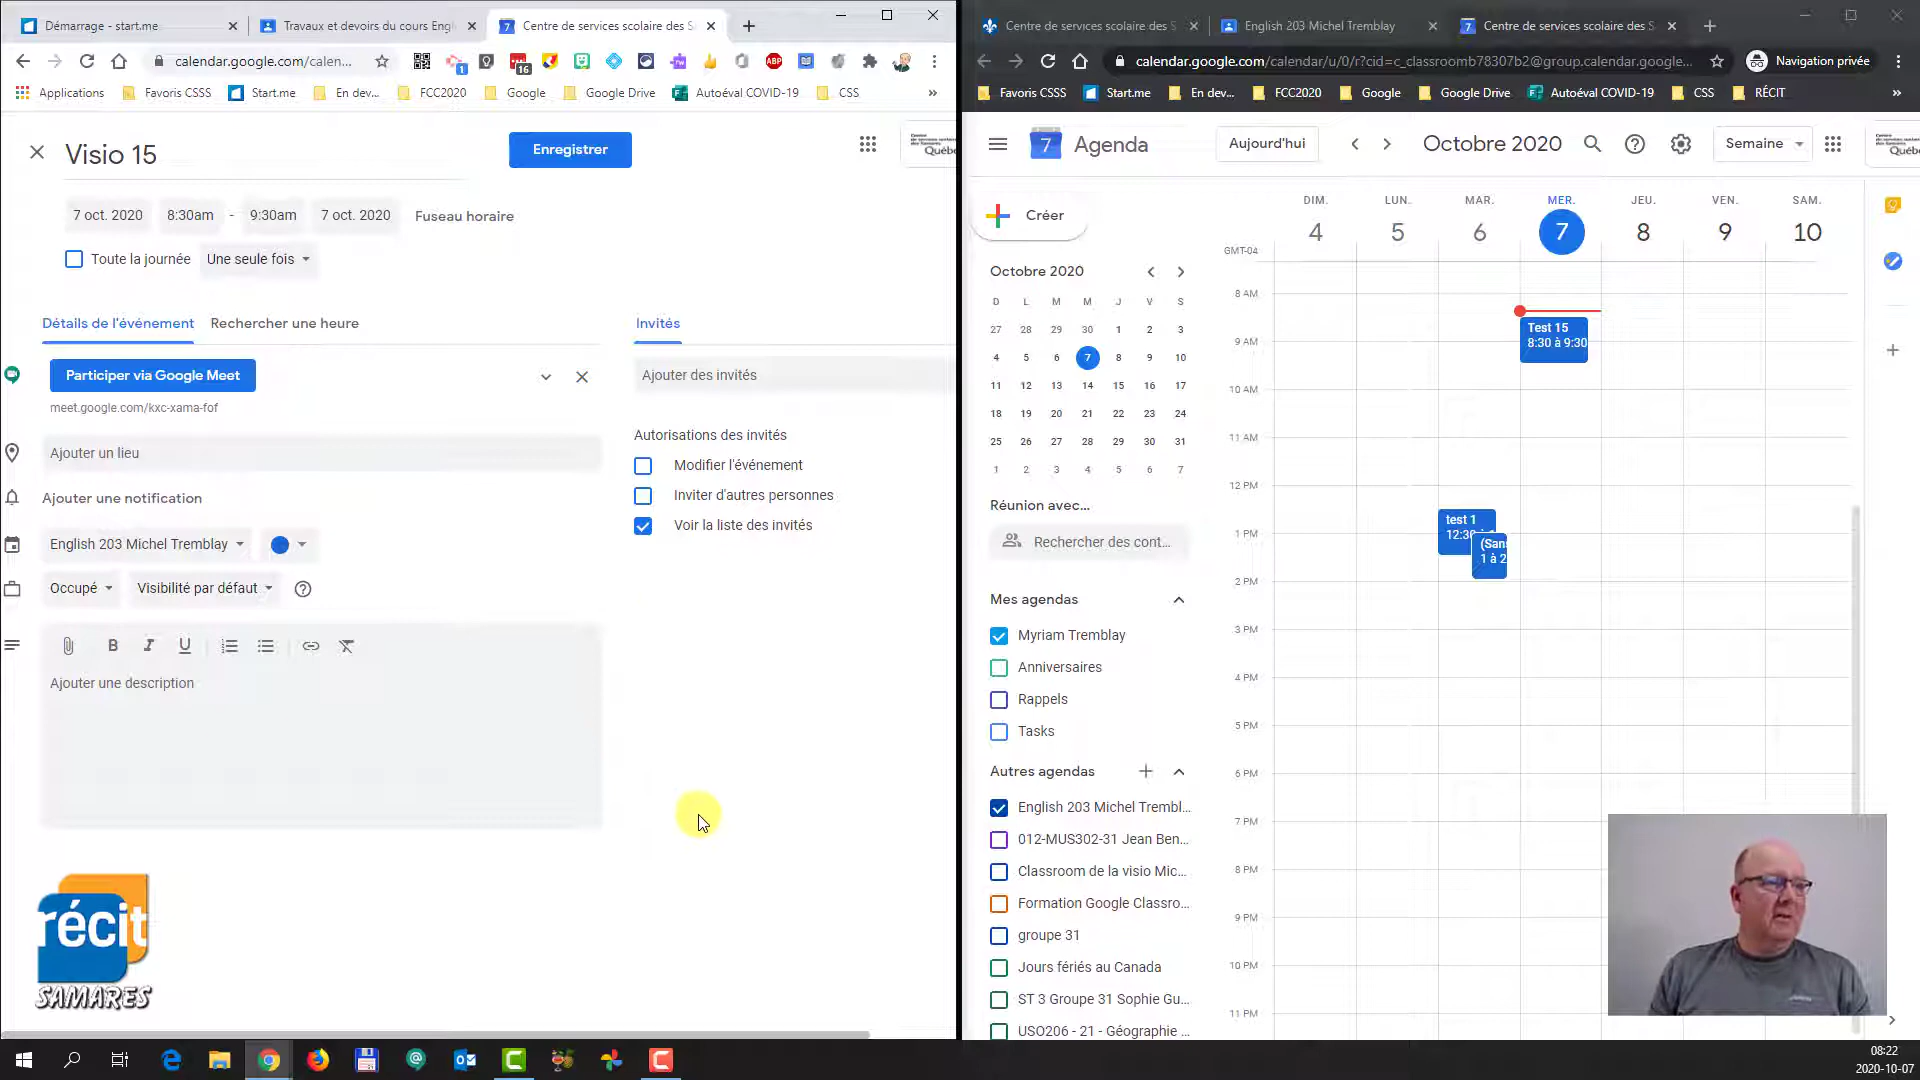 Démarrage - start.me
Travaux et devoirs du cours Engl
Centre de services scolaire des S
calendar.google.com/calen...
1
16
ABP
rw
Applications
Favoris CSSS
Start.me
En dev...
FCC2020
Google
Google Drive
Autoéval COVID-19
CSS
»
Visio 15
Enregistrer
Québec
7 oct. 2020
8:30am
-
9:30am
7 oct. 2020
Fuseau horaire
Toute la journée
Une seule fois
Détails de l'événement
Rechercher une heure
Invités
Participer via Google Meet
meet.google.com/kxc-xama-fof
Ajouter des invités
Ajouter un lieu
Autorisations des invités
Modifier l'événement
Inviter d'autres personnes
Voir la liste des invités
Ajouter une notification
English 203 Michel Tremblay
Occupé
Visibilité par défaut
B I U
Ajouter une description
récit
SAMARES
Centre de services scolaire des S
English 203 Michel Tremblay
Centre de services scolaire des S
calendar.google.com/calendar/u/0/r?cid=c_classroomb78307b2@group.calendar.google...
Navigation privée
Favoris CSSS
Start.me
En dev...
FCC2020
Google
Google Drive
Autoéval COVID-19
CSS
RÉCIT
»
7
Agenda
Aujourd'hui
Octobre 2020
Semaine
Créer
DIM. LUN. MAR. MER. JEU. VEN. SAM.
4 5 6 7 8 9 10
GMT-04
Octobre 2020
D L M M J V S
27 28 29 30 1 2 3
4 5 6 7 8 9 10
11 12 13 14 15 16 17
18 19 20 21 22 23 24
25 26 27 28 29 30 31
1 2 3 4 5 6 7
Réunion avec...
Rechercher des cont...
Mes agendas
Myriam Tremblay
Anniversaires
Rappels
Tasks
Autres agendas
English 203 Michel Trembl...
012-MUS302-31 Jean Ben...
Classroom de la visio Mic...
Formation Google Classro...
groupe 31
Jours fériés au Canada
ST 3 Groupe 31 Sophie Gu...
USO206 - 21 - Géographie ...
8 AM
9 AM
10 AM
11 AM
12 PM
1 PM
2 PM
3 PM
4 PM
5 PM
6 PM
7 PM
8 PM
9 PM
10 PM
11 PM
Test 15
8:30 à 9:30
test 1
12:30 à 1
(Sans
1 à 2
08:22
2020-10-07